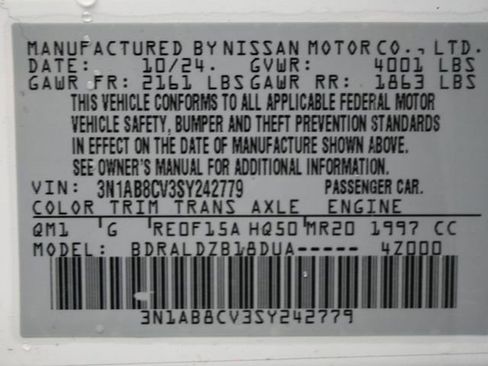 MANUFACTURED BY NISSAN MOTOR CO., LTD.
DATE: 10/24. GVWR: 4001 LBS
GAWR FR: 2161 LBS GAWR RR: 1863 LBS
THIS VEHICLE CONFORMS TO ALL APPLICABLE FEDERAL MOTOR
VEHICLE SAFETY, BUMPER AND THEFT PREVENTION STANDARDS
IN EFFECT ON THE DATE OF MANUFACTURE SHOWN ABOVE.
SEE OWNER'S MANUAL FOR ADDITIONAL INFORMATION.
VIN: 3N1AB8CV3SY242779 PASSENGER CAR.
COLOR TRIM TRANS AXLE ENGINE
QM1 G RE0F15A HQ50 MR20 1997 CC
MODEL: BDRALDZB18DUA----- 4Z000
3N1AB8CV3SY242779